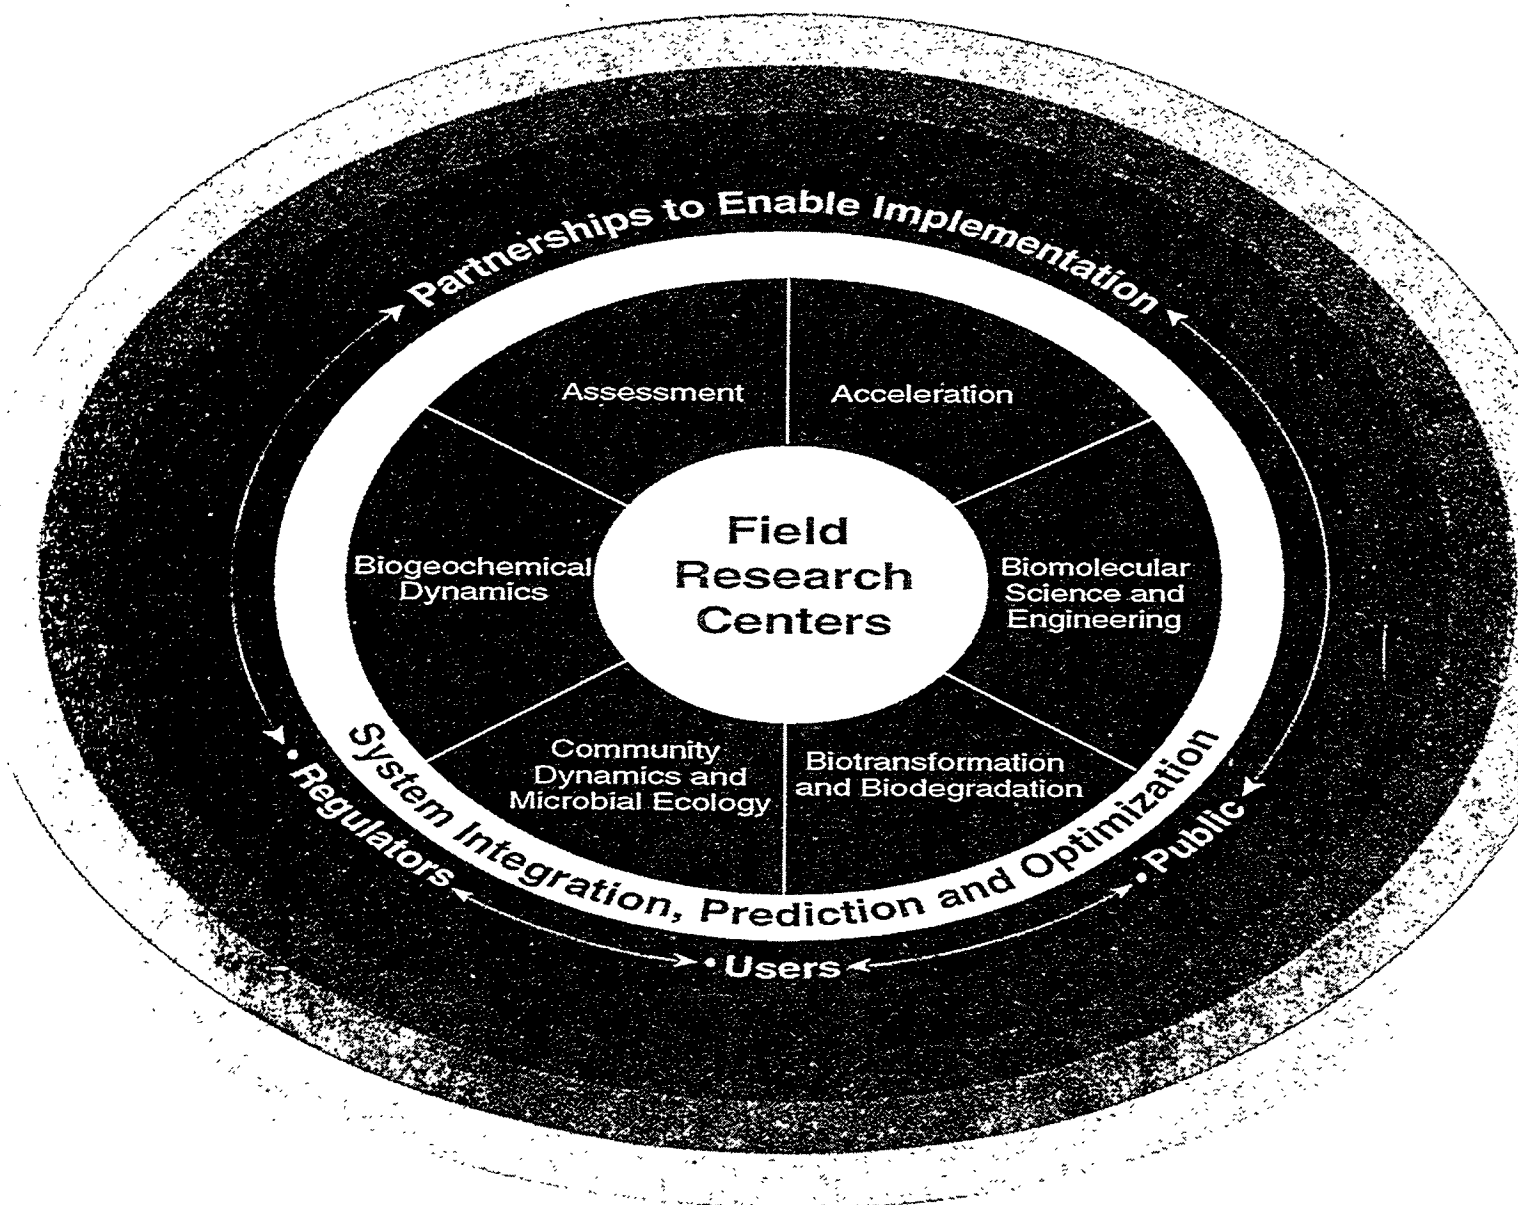 Partnerships to Enable Implementation
Assessment
Acceleration
Field
Research
Centers
Biogeochemical
Dynamics
Biomolecular
Science and
Engineering
Community
Dynamics and
Microbial Ecology
Biotransformation
and Biodegradation
System Integration, Prediction and Optimization
• Regulators
• Users
• Public